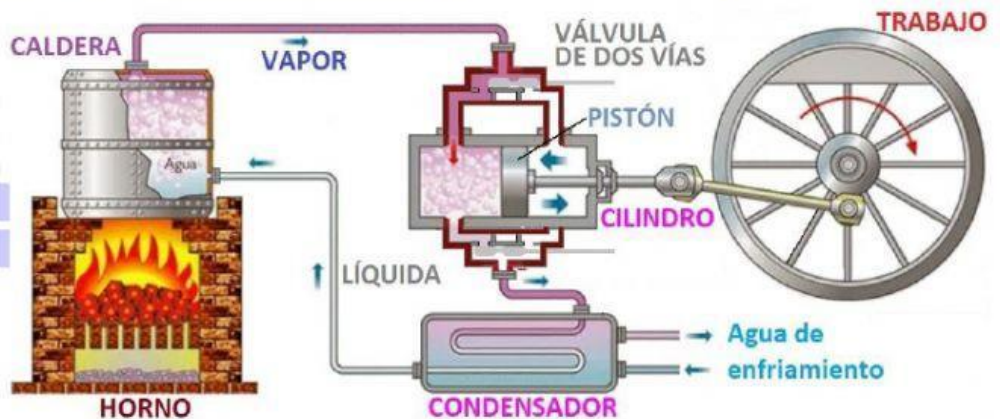 CALDERA
VAPOR
VÁLVULA
DE DOS VÍAS
TRABAJO
PISTÓN
Agua
CILINDRO
LÍQUIDA
Agua de
enfriamiento
HORNO
CONDENSADOR